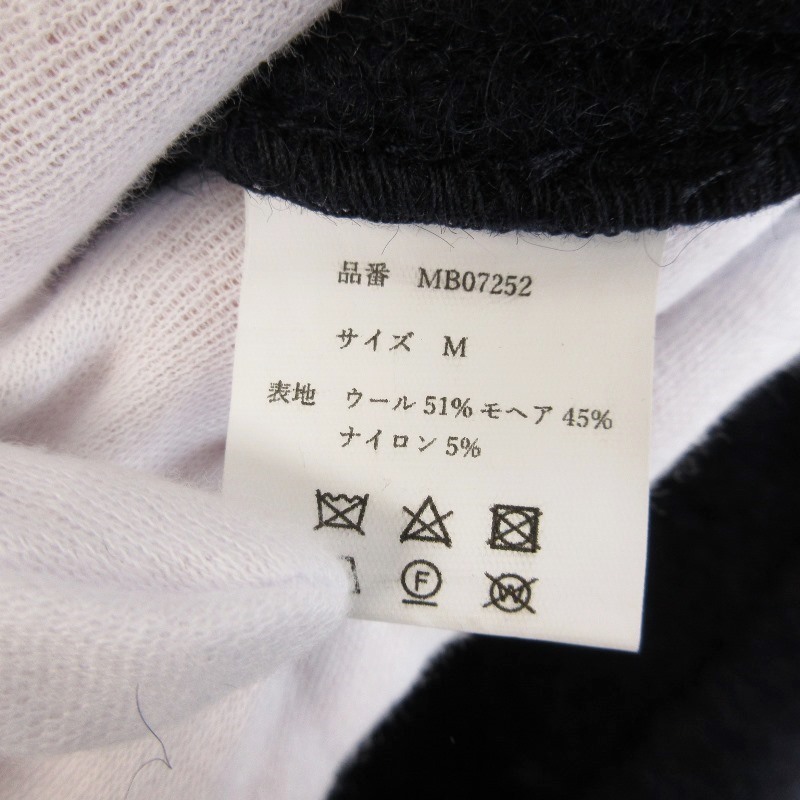 品番 MB07252
サイズ M
表地 ウール 51% モヘア 45%
ナイロン 5%
F
W